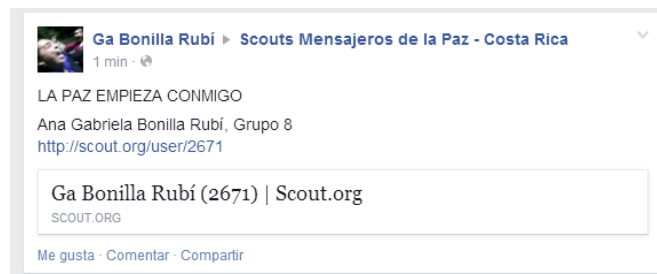 Ga Bonilla Rubí ▸ Scouts Mensajeros de la Paz - Costa Rica
1 min ·
LA PAZ EMPIEZA CONMIGO
Ana Gabriela Bonilla Rubí, Grupo 8
http://scout.org/user/2671
Ga Bonilla Rubí (2671) | Scout.org
SCOUT.ORG
Me gusta · Comentar · Compartir